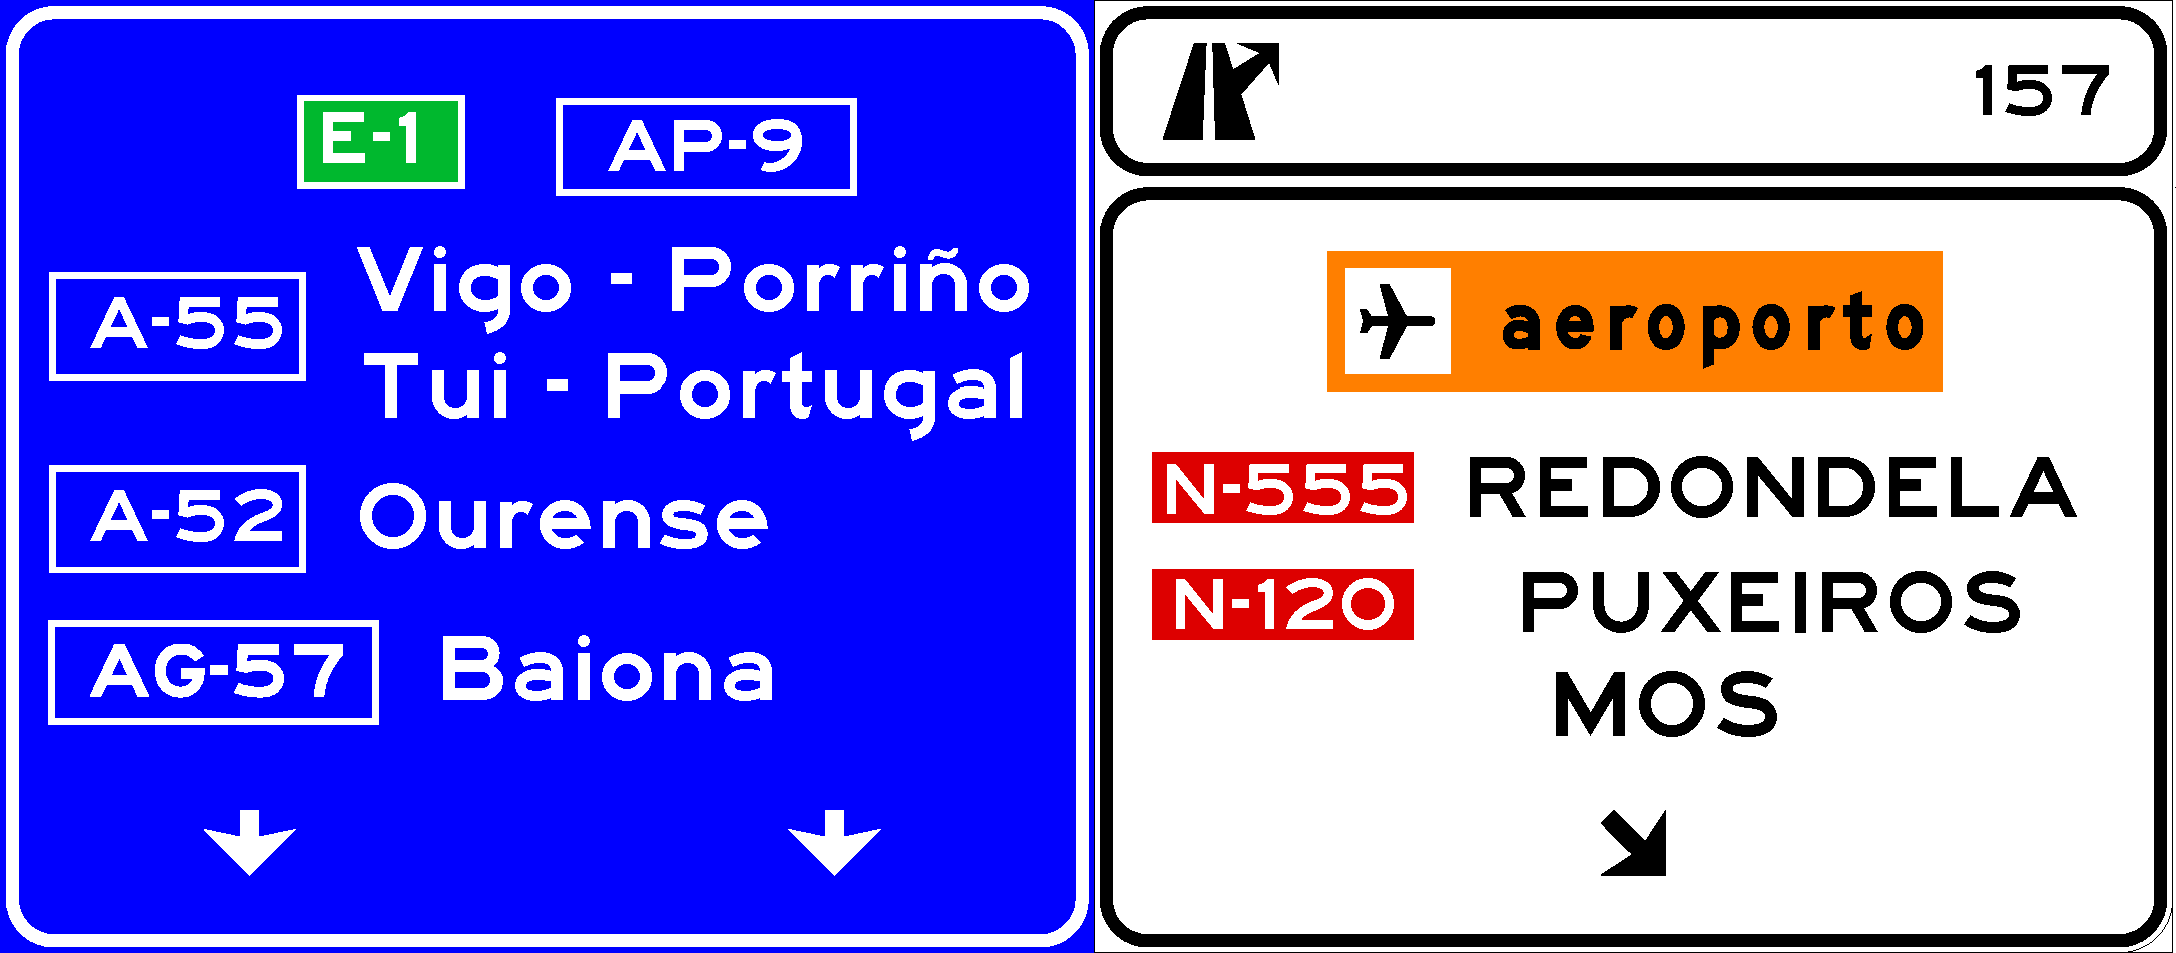 E-1 AP-9
A-55 Vigo - Porriño
Tui - Portugal
A-52 Ourense
AG-57 Baiona
157
aeroporto
N-555 REDONDELA
N-120 PUXEIROS
MOS